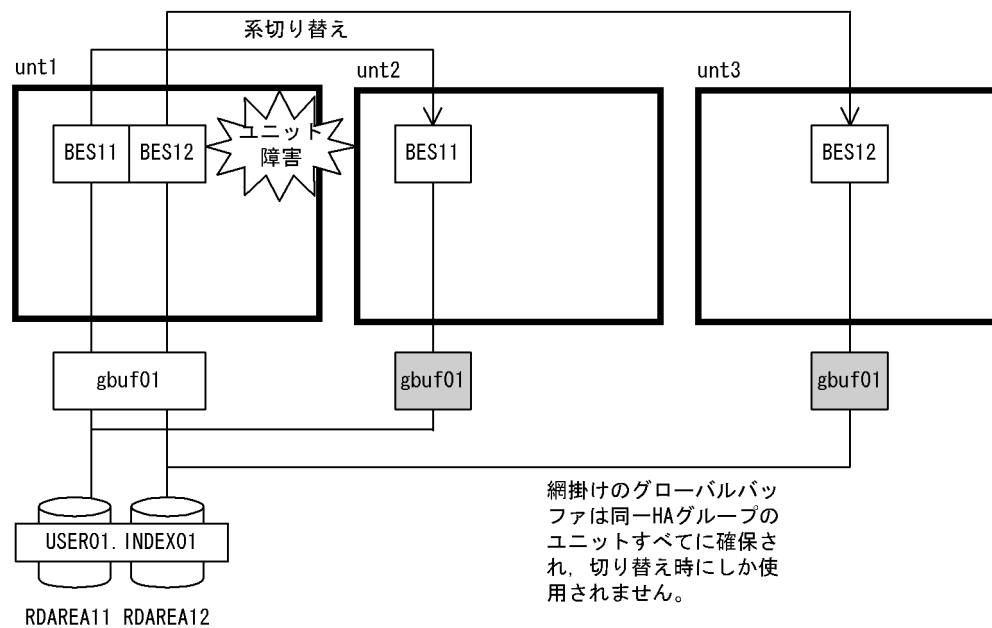 系切り替え
unt1
unt2
unt3
BES11
BES12
ユニット
障害
BES11
BES12
gbuf01
gbuf01
gbuf01
網掛けのグローバルバッ
ファは同一HAグループの
ユニットすべてに確保さ
れ，切り替え時にしか使
用されません。
USER01.INDEX01
RDAREA11
RDAREA12